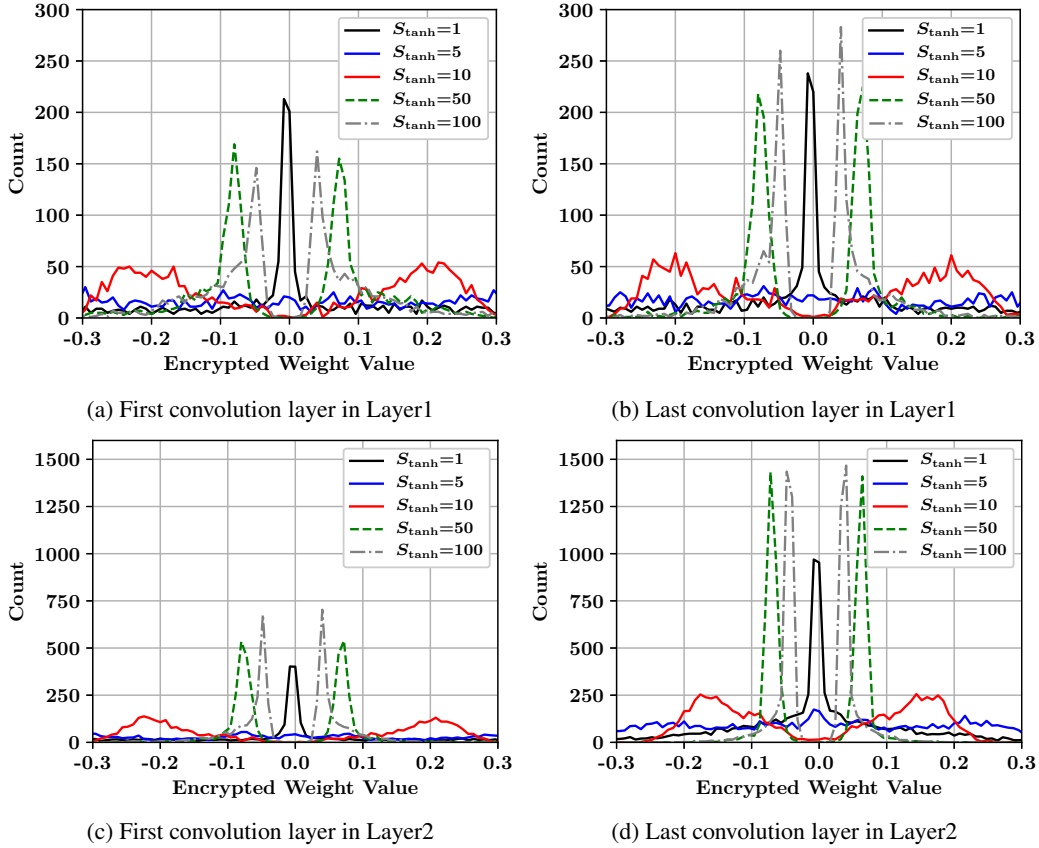 300
250
200
150
100
50
0
Count
-0.3 -0.2 -0.1 0.0 0.1 0.2 0.3
Encrypted Weight Value
S_tanh=1
S_tanh=5
S_tanh=10
S_tanh=50
S_tanh=100
(a) First convolution layer in Layer1
300
250
200
150
100
50
0
Count
-0.3 -0.2 -0.1 0.0 0.1 0.2 0.3
Encrypted Weight Value
S_tanh=1
S_tanh=5
S_tanh=10
S_tanh=50
S_tanh=100
(b) Last convolution layer in Layer1
1500
1250
1000
750
500
250
0
Count
-0.3 -0.2 -0.1 0.0 0.1 0.2 0.3
Encrypted Weight Value
S_tanh=1
S_tanh=5
S_tanh=10
S_tanh=50
S_tanh=100
(c) First convolution layer in Layer2
1500
1250
1000
750
500
250
0
Count
-0.3 -0.2 -0.1 0.0 0.1 0.2 0.3
Encrypted Weight Value
S_tanh=1
S_tanh=5
S_tanh=10
S_tanh=50
S_tanh=100
(d) Last convolution layer in Layer2